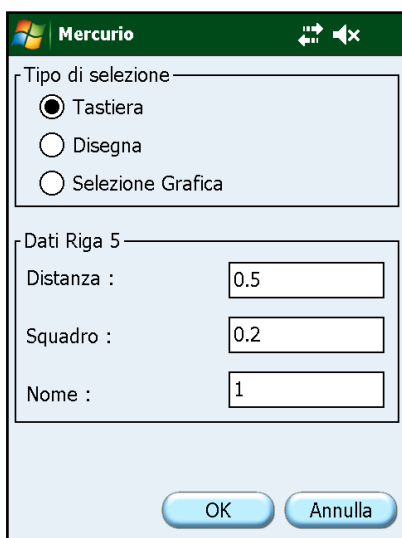 Mercurio
Tipo di selezione
Tastiera
Disegna
Selezione Grafica
Dati Riga 5
Distanza : 0.5
Squadro : 0.2
Nome : 1
OK Annulla